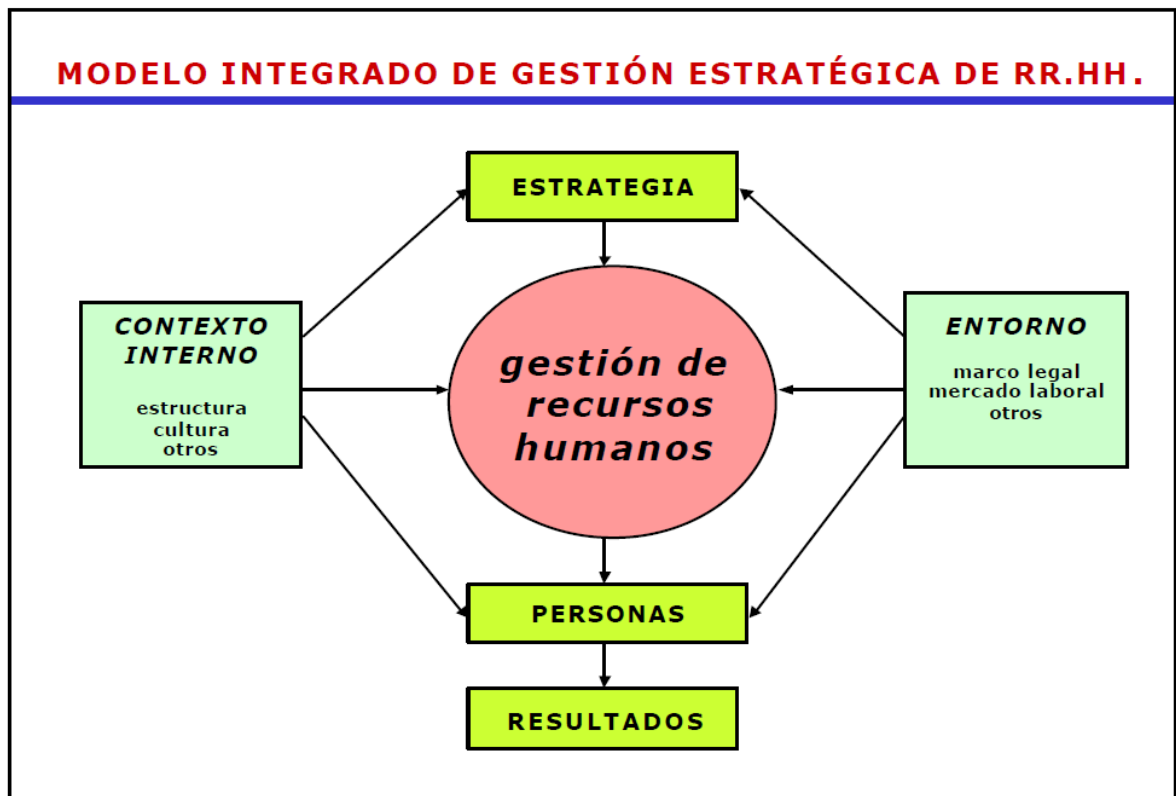 MODELO INTEGRADO DE GESTIÓN ESTRATÉGICA DE RR.HH.
ESTRATEGIA
CONTEXTO
INTERNO
estructura
cultura
otros
gestión de
recursos
humanos
ENTORNO
marco legal
mercado laboral
otros
PERSONAS
RESULTADOS